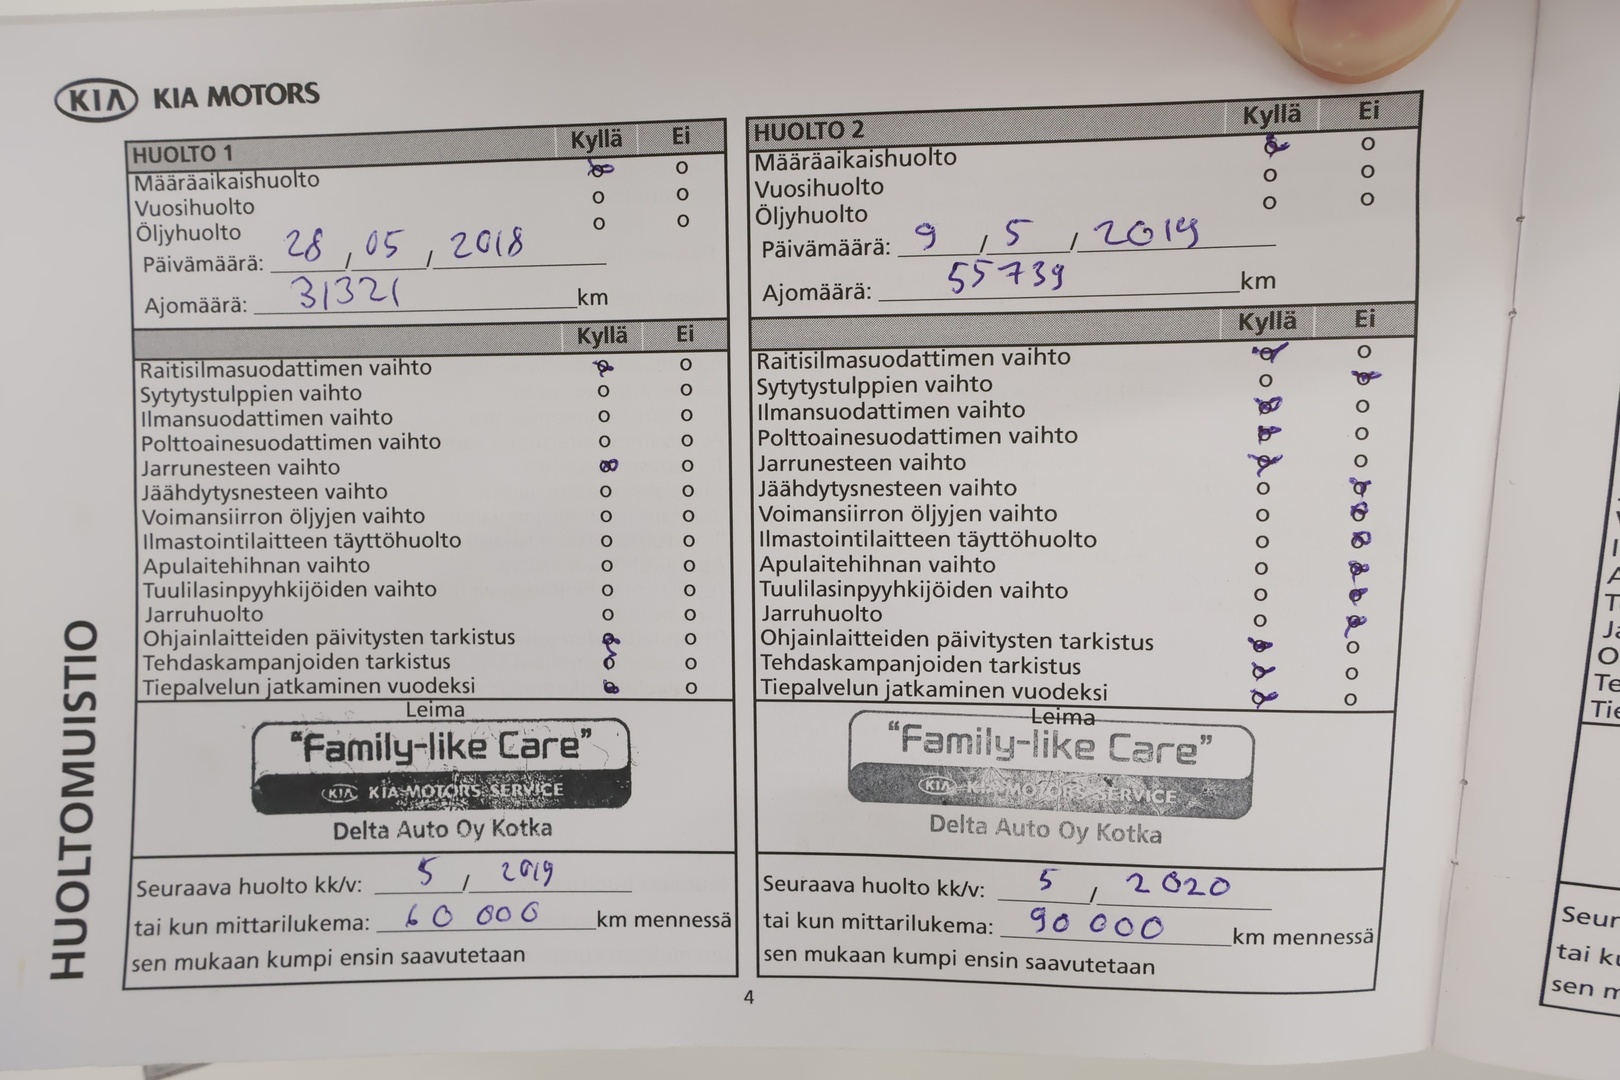 KIA KIA MOTORS
HUOLTOMUISTIO
HUOLTO 1 Kyllä Ei
Määräaikaishuolto o o
Vuosihuolto o o
Öljyhuolto o o
Päivämäärä: 28 / 05 / 2018
Ajomäärä: 31321 km
Kyllä Ei
Raitisilmasuodattimen vaihto o o
Sytytystulppien vaihto o o
Ilmansuodattimen vaihto o o
Polttoainesuodattimen vaihto o o
Jarrunesteen vaihto o o
Jäähdytysnesteen vaihto o o
Voimansiirron öljyjen vaihto o o
Ilmastointilaitteen täyttöhuolto o o
Apulaitehihnan vaihto o o
Tuulilasinpyyhkijöiden vaihto o o
Jarruhuolto o o
Ohjainlaitteiden päivitysten tarkistus o o
Tehdaskampanjoiden tarkistus o o
Tiepalvelun jatkaminen vuodeksi o o
Leima
"Family-like Care"
KIA KIA MOTORS SERVICE
Delta Auto Oy Kotka
Seuraava huolto kk/v: 5 / 2019
tai kun mittarilukema: 60 000 km mennessä
sen mukaan kumpi ensin saavutetaan
HUOLTO 2 Kyllä Ei
Määräaikaishuolto o o
Vuosihuolto o o
Öljyhuolto o o
Päivämäärä: 9 / 5 / 2019
Ajomäärä: 55739 km
Kyllä Ei
Raitisilmasuodattimen vaihto o o
Sytytystulppien vaihto o o
Ilmansuodattimen vaihto o o
Polttoainesuodattimen vaihto o o
Jarrunesteen vaihto o o
Jäähdytysnesteen vaihto o o
Voimansiirron öljyjen vaihto o o
Ilmastointilaitteen täyttöhuolto o o
Apulaitehihnan vaihto o o
Tuulilasinpyyhkijöiden vaihto o o
Jarruhuolto o o
Ohjainlaitteiden päivitysten tarkistus o o
Tehdaskampanjoiden tarkistus o o
Tiepalvelun jatkaminen vuodeksi o o
Leima
"Family-like Care"
KIA KIA MOTORS SERVICE
Delta Auto Oy Kotka
Seuraava huolto kk/v: 5 / 2020
tai kun mittarilukema: 90 000 km mennessä
sen mukaan kumpi ensin saavutetaan
4